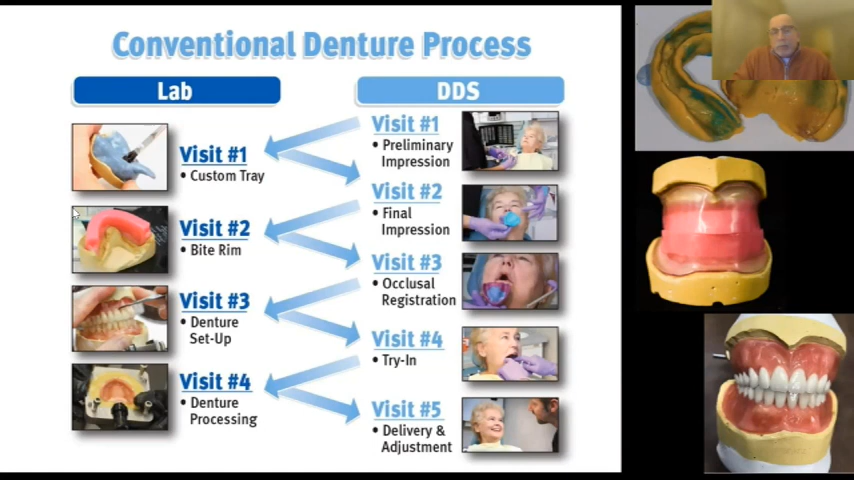 Conventional Denture Process
Lab
DDS
Visit #1
• Custom Tray
Visit #2
• Bite Rim
Visit #3
• Denture
Set-Up
Visit #4
• Denture
Processing
Visit #1
• Preliminary
Impression
Visit #2
• Final
Impression
Visit #3
• Occlusal
Registration
Visit #4
• Try-In
Visit #5
• Delivery &
Adjustment